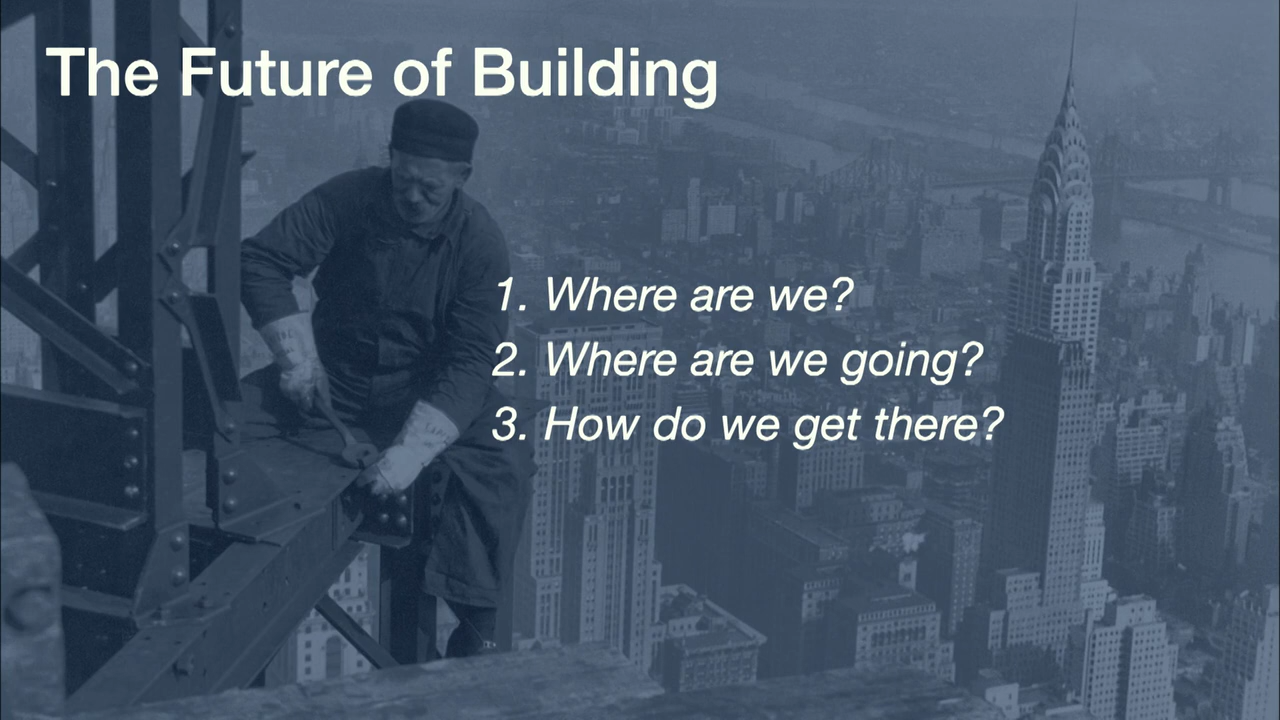 The Future of Building
1. Where are we?
2. Where are we going?
3. How do we get there?